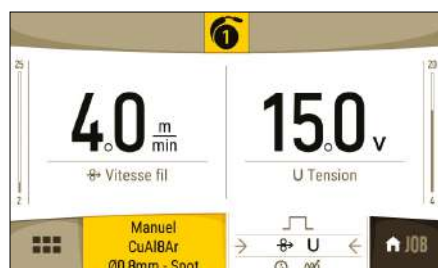 1
25
20
4.0 m/min
15.0 V
Vitesse fil
U Tension
2
4
Manuel
CuAl8Ar
Ø0.8mm - Spot
U
JOB